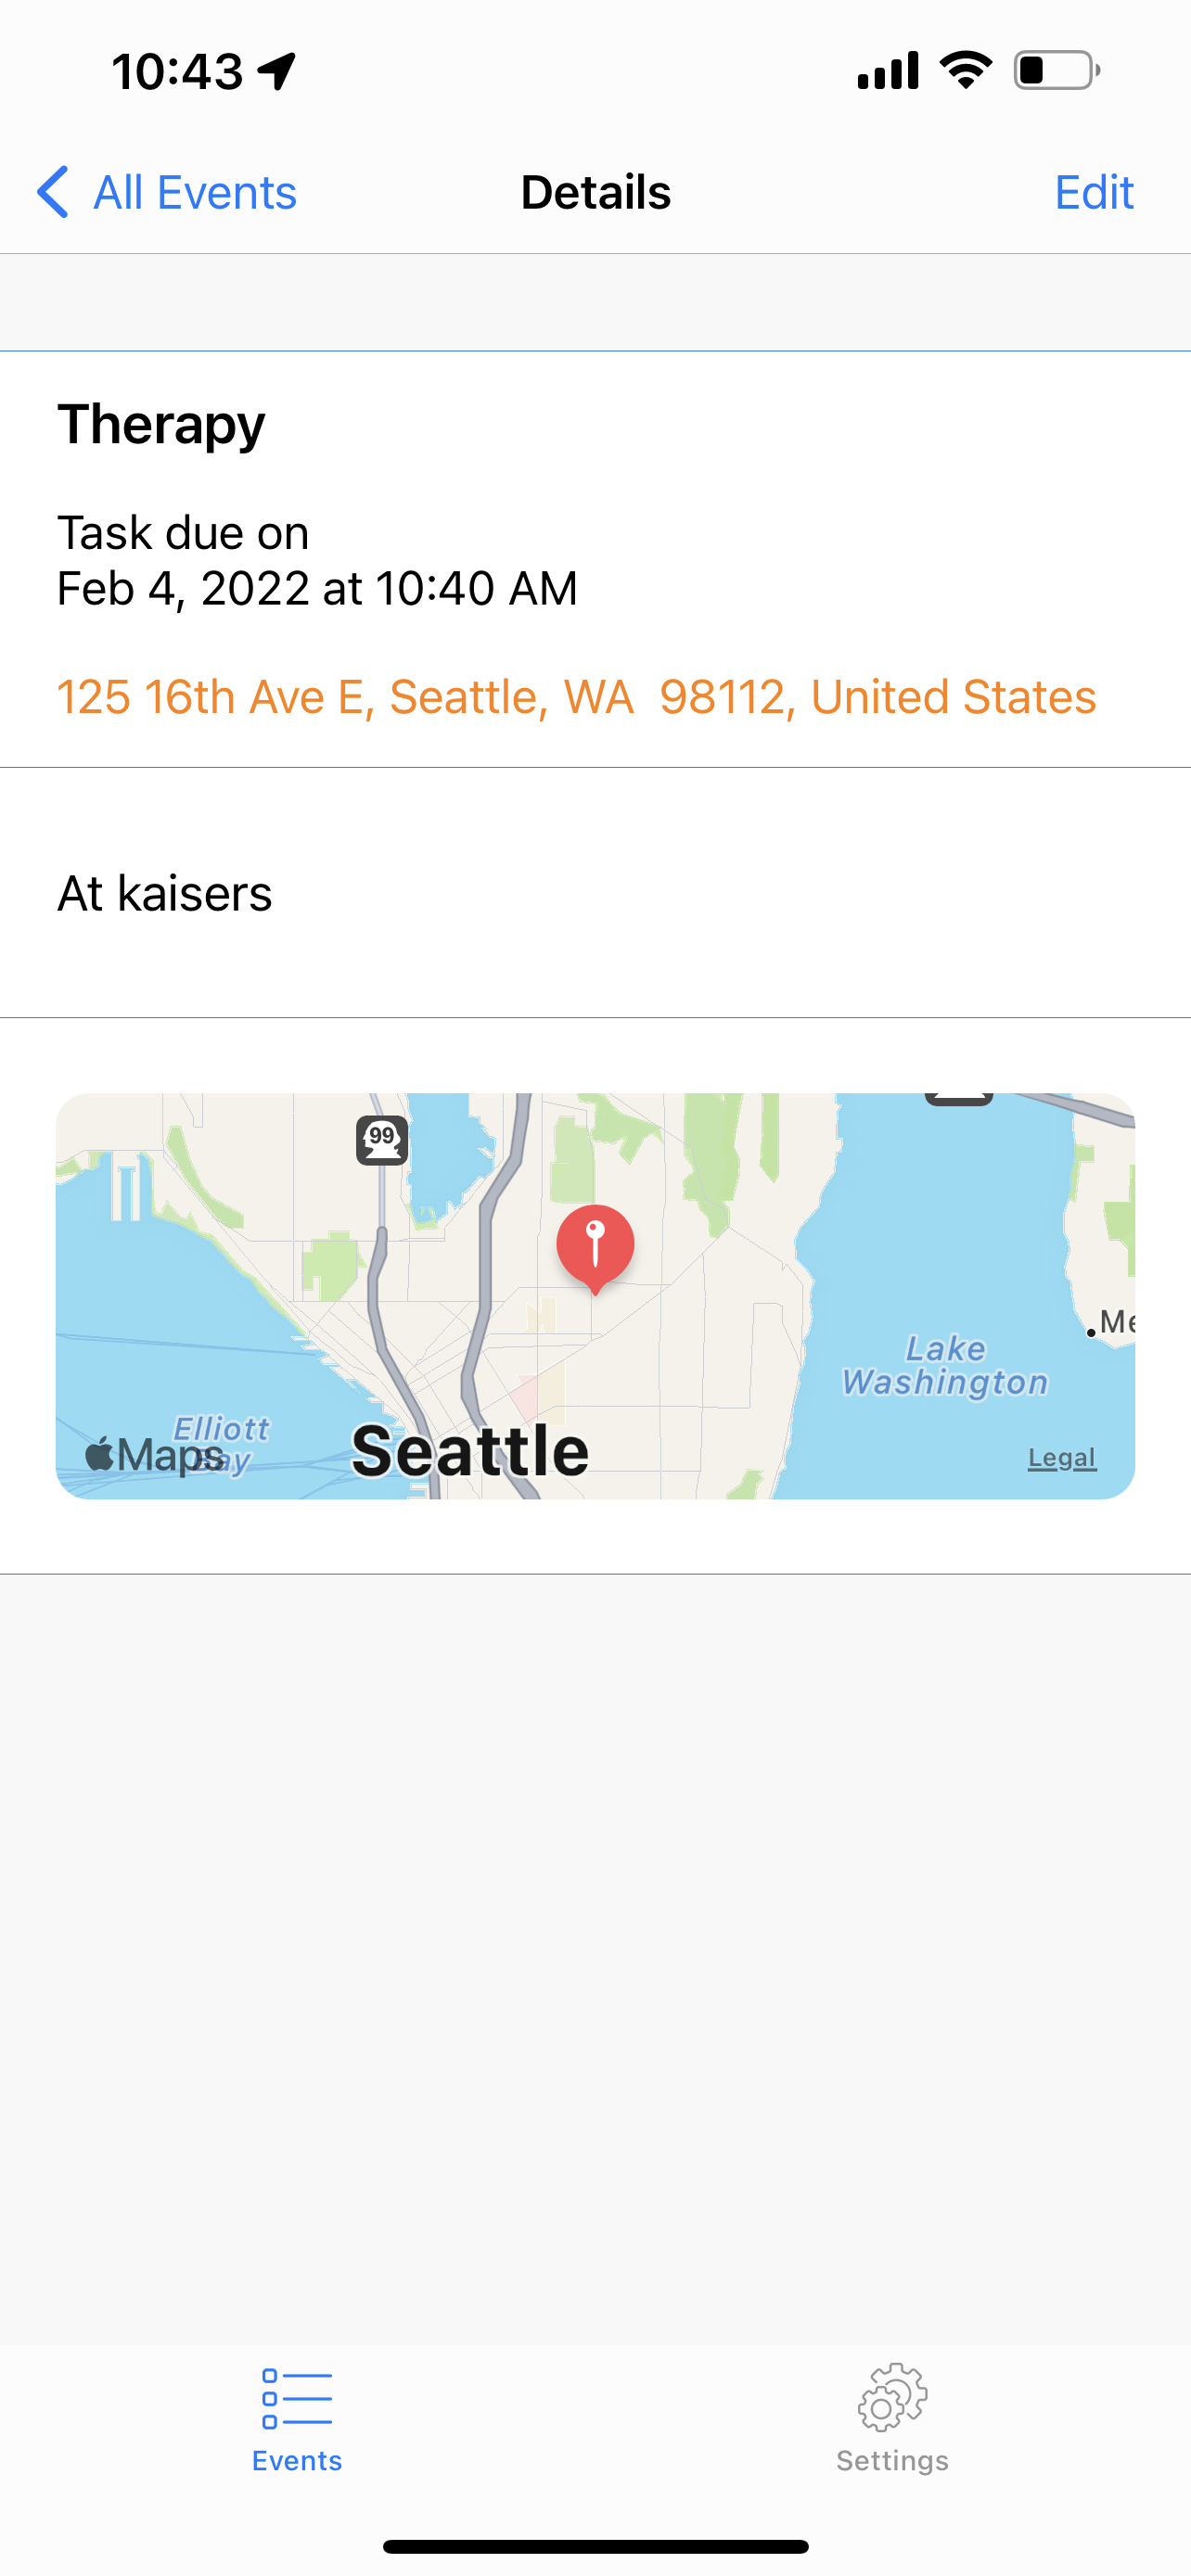 10:43
All Events
Details
Edit
Therapy
Task due on
Feb 4, 2022 at 10:40 AM
125 16th Ave E, Seattle, WA  98112, United States
At kaisers
99
Me
Lake
Washington
Elliott
Bay
Maps
Seattle
Legal
Events
Settings